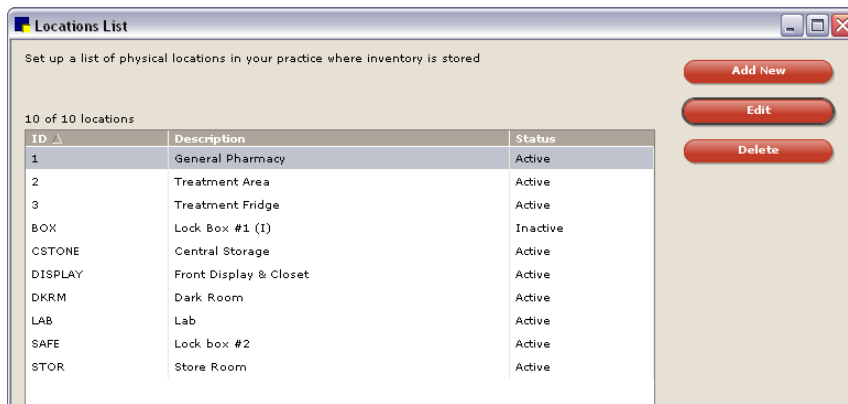 Locations List
Set up a list of physical locations in your practice where inventory is stored
Add New
Edit
Delete
10 of 10 locations
ID Description Status
1 General Pharmacy Active
2 Treatment Area Active
3 Treatment Fridge Active
BOX Lock Box #1 (I) Inactive
CSTONE Central Storage Active
DISPLAY Front Display & Closet Active
DKRM Dark Room Active
LAB Lab Active
SAFE Lock box #2 Active
STOR Store Room Active